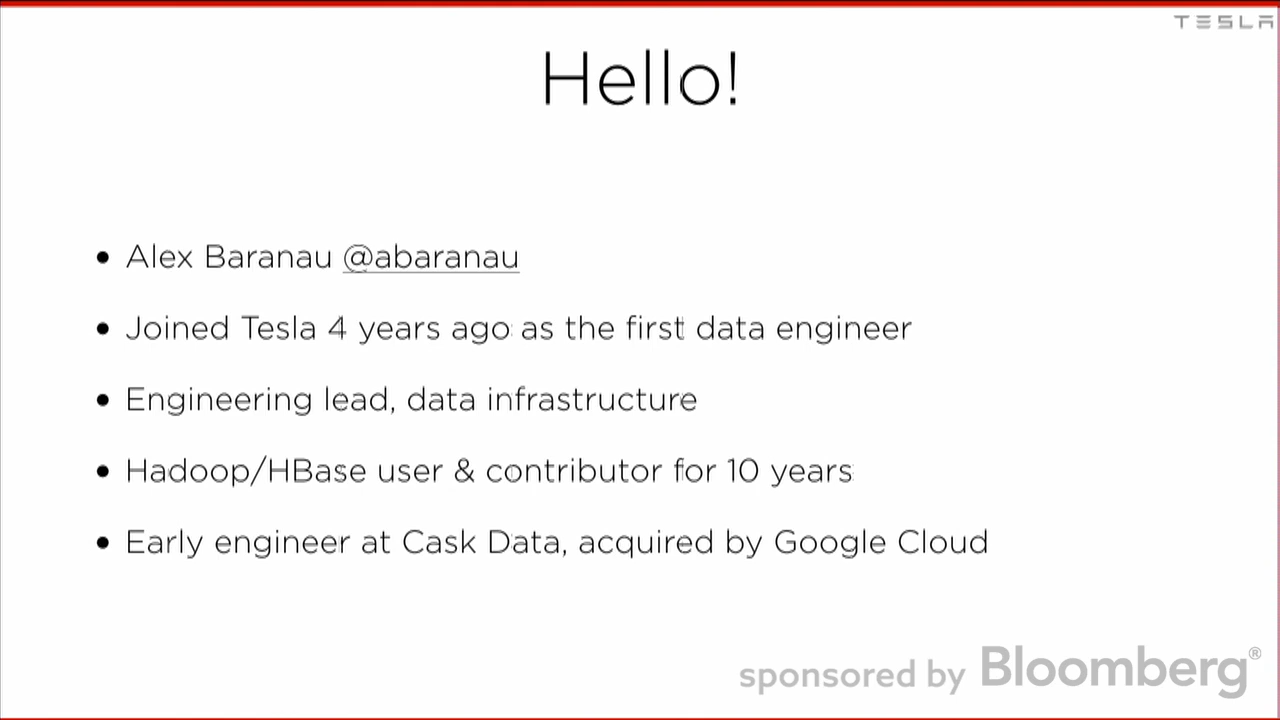 TESLA
Hello!
Alex Baranau @abaranau
Joined Tesla 4 years ago as the first data engineer
Engineering lead, data infrastructure
Hadoop/HBase user & contributor for 10 years
Early engineer at Cask Data, acquired by Google Cloud
sponsored by Bloomberg®